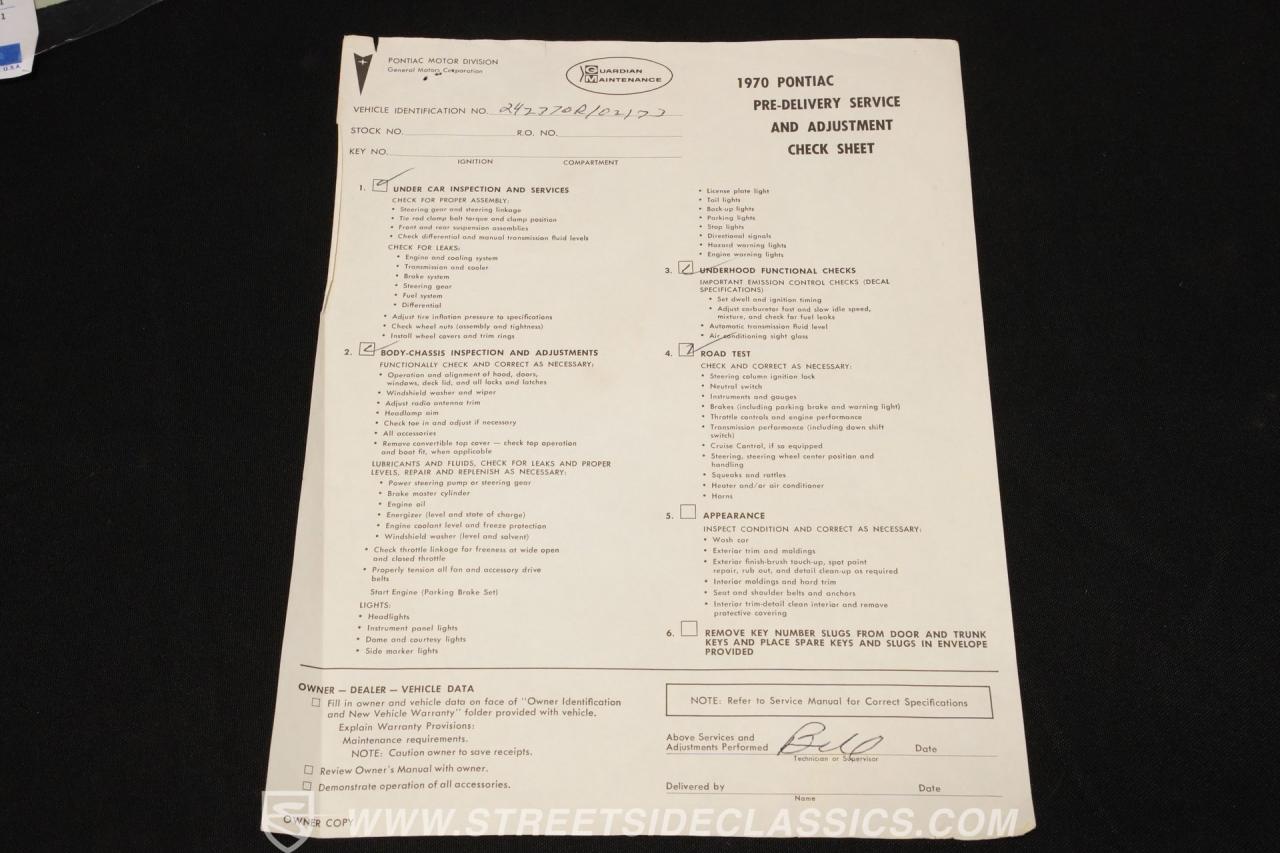 1
U.S.A
PONTIAC MOTOR DIVISION
General Motors Corporation
GUARDIAN
MAINTENANCE
1970 PONTIAC
PRE-DELIVERY SERVICE
AND ADJUSTMENT
CHECK SHEET
VEHICLE IDENTIFICATION NO. 242770R102173
STOCK NO. R.O. NO.
KEY NO.
IGNITION COMPARTMENT
1. UNDER CAR INSPECTION AND SERVICES
CHECK FOR PROPER ASSEMBLY:
• Steering gear and steering linkage
• Tie rod clamp bolt torque and clamp position
• Front and rear suspension assemblies
• Check differential and manual transmission fluid levels
CHECK FOR LEAKS:
• Engine and cooling system
• Transmission and cooler
• Brake system
• Steering gear
• Fuel system
• Differential
• Adjust tire inflation pressure to specifications
• Check wheel nuts (assembly and tightness)
• Install wheel covers and trim rings
2. BODY-CHASSIS INSPECTION AND ADJUSTMENTS
FUNCTIONALLY CHECK AND CORRECT AS NECESSARY:
• Operation and alignment of hood, doors,
windows, deck lid, and all locks and latches
• Windshield washer and wiper
• Adjust radio antenna trim
• Headlamp aim
• Check toe in and adjust if necessary
• All accessories
• Remove convertible top cover — check top operation
and boot fit, when applicable
LUBRICANTS AND FLUIDS, CHECK FOR LEAKS AND PROPER
LEVELS, REPAIR AND REPLENISH AS NECESSARY:
• Power steering pump or steering gear
• Brake master cylinder
• Engine oil
• Energizer (level and state of charge)
• Engine coolant level and freeze protection
• Windshield washer (level and solvent)
• Check throttle linkage for freeness at wide open
and closed throttle
• Properly tension all fan and accessory drive
belts
Start Engine (Parking Brake Set)
LIGHTS:
• Headlights
• Instrument panel lights
• Dome and courtesy lights
• Side marker lights
• License plate light
• Tail lights
• Back-up lights
• Parking lights
• Stop lights
• Directional signals
• Hazard warning lights
• Engine warning lights
3. UNDERHOOD FUNCTIONAL CHECKS
IMPORTANT EMISSION CONTROL CHECKS (DECAL
SPECIFICATIONS)
• Set dwell and ignition timing
• Adjust carburetor fast and slow idle speed,
mixture, and check for fuel leaks
• Automatic transmission fluid level
• Air conditioning sight glass
4. ROAD TEST
CHECK AND CORRECT AS NECESSARY:
• Steering column ignition lock
• Neutral switch
• Instruments and gauges
• Brakes (including parking brake and warning light)
• Throttle controls and engine performance
• Transmission performance (including down shift
switch)
• Cruise Control, if so equipped
• Steering, steering wheel center position and
handling
• Squeaks and rattles
• Heater and/or air conditioner
• Horns
5. APPEARANCE
INSPECT CONDITION AND CORRECT AS NECESSARY:
• Wash car
• Exterior trim and moldings
• Exterior finish-brush touch-up, spot paint
repair, rub out, and detail clean-up as required
• Interior moldings and hard trim
• Seat and shoulder belts and anchors
• Interior trim-detail clean interior and remove
protective covering
6. REMOVE KEY NUMBER SLUGS FROM DOOR AND TRUNK
KEYS AND PLACE SPARE KEYS AND SLUGS IN ENVELOPE
PROVIDED
OWNER — DEALER — VEHICLE DATA
Fill in owner and vehicle data on face of "Owner Identification
and New Vehicle Warranty" folder provided with vehicle.
Explain Warranty Provisions:
Maintenance requirements.
NOTE: Caution owner to save receipts.
Review Owner's Manual with owner.
Demonstrate operation of all accessories.
OWNER COPY
NOTE: Refer to Service Manual for Correct Specifications
Above Services and
Adjustments Performed Bill Date
Technician or Supervisor
Delivered by Date
Name
WWW.STREETSIDECLASSICS.COM